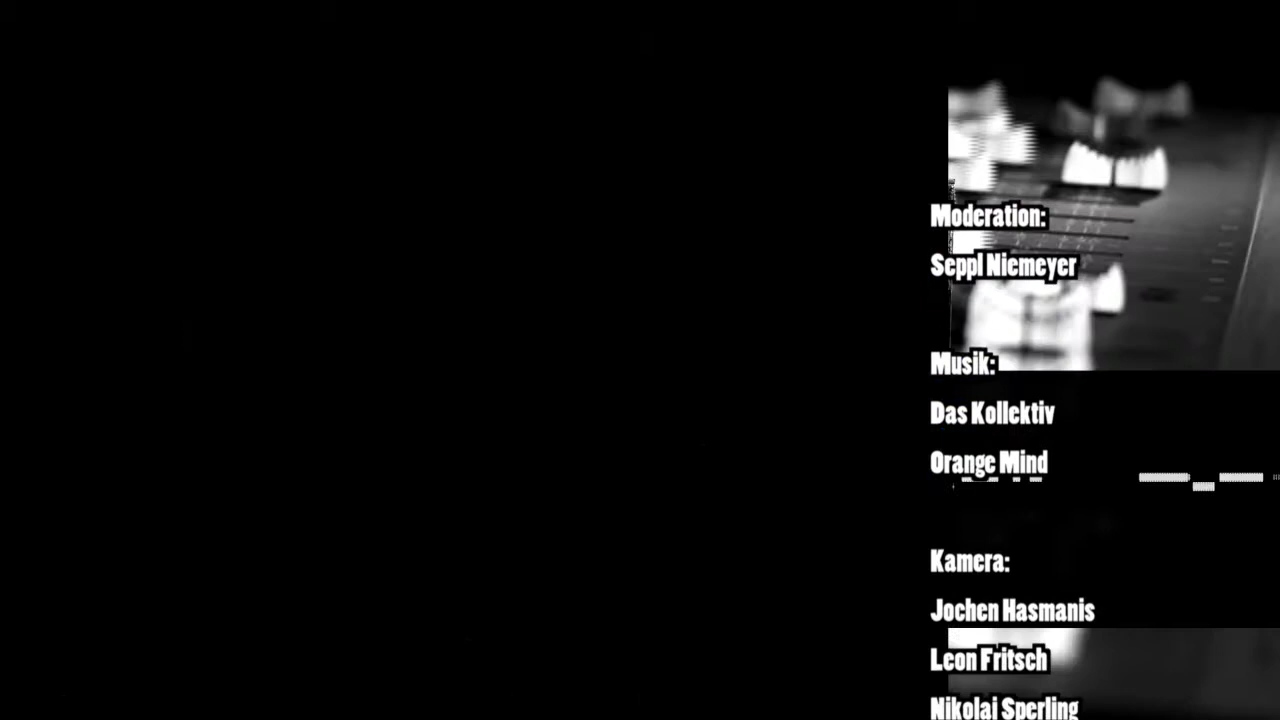 Moderation:
Seppl Niemeyer
Musik:
Das Kollektiv
Orange Mind
Kamera:
Jochen Hasmanis
Leon Fritsch
Nikolai Sperling